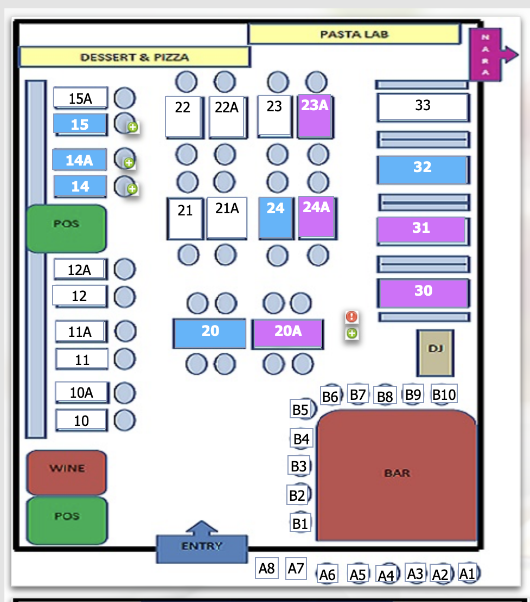 PASTA LAB
NARA
DESSERT & PIZZA
15A
22
22A
23
23A
33
15
14A
32
14
POS
21
21A
24
24A
31
12A
12
30
11A
20
20A
11
DJ
10A
B6
B7
B8
B9
B10
10
B5
B4
WINE
B3
BAR
B2
POS
B1
ENTRY
A8
A7
A6
A5
A4
A3
A2
A1